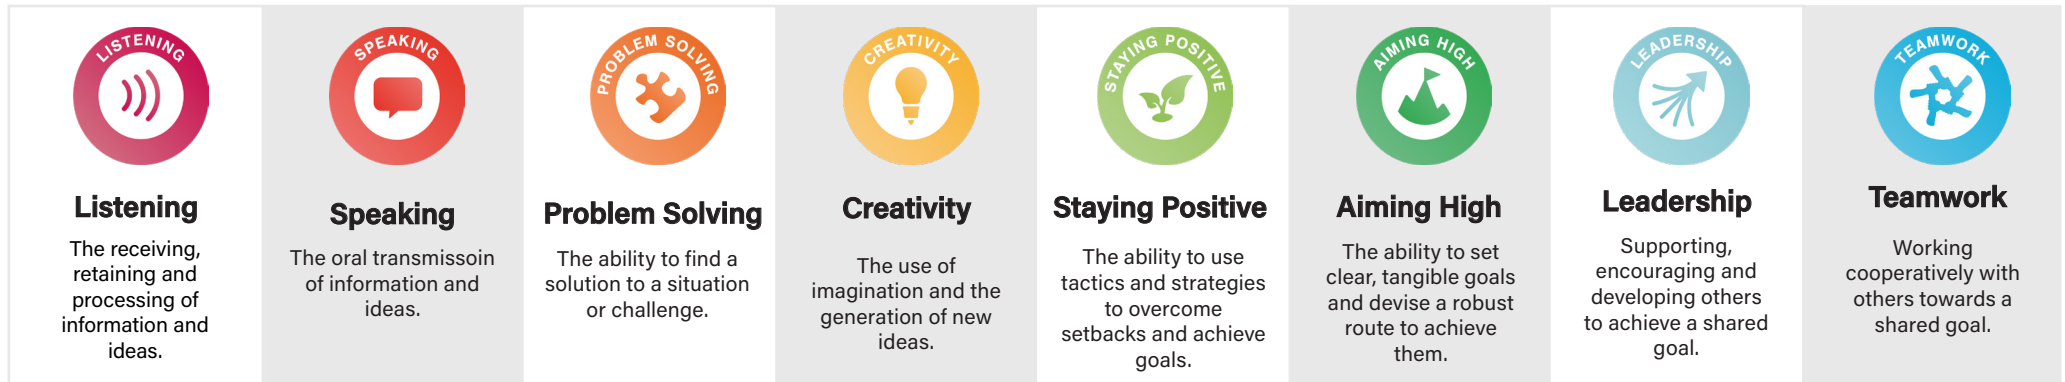 LISTENING
Listening
The receiving,
retaining and
processing of
information and
ideas.
SPEAKING
Speaking
The oral transmissoin
of information and
ideas.
PROBLEM SOLVING
Problem Solving
The ability to find a
solution to a situation
or challenge.
CREATIVITY
Creativity
The use of
imagination and the
generation of new
ideas.
STAYING POSITIVE
Staying Positive
The ability to use
tactics and strategies
to overcome
setbacks and achieve
goals.
AIMING HIGH
Aiming High
The ability to set
clear, tangible goals
and devise a robust
route to achieve
them.
LEADERSHIP
Leadership
Supporting,
encouraging and
developing others
to achieve a shared
goal.
TEAMWORK
Teamwork
Working
cooperatively with
others towards a
shared goal.